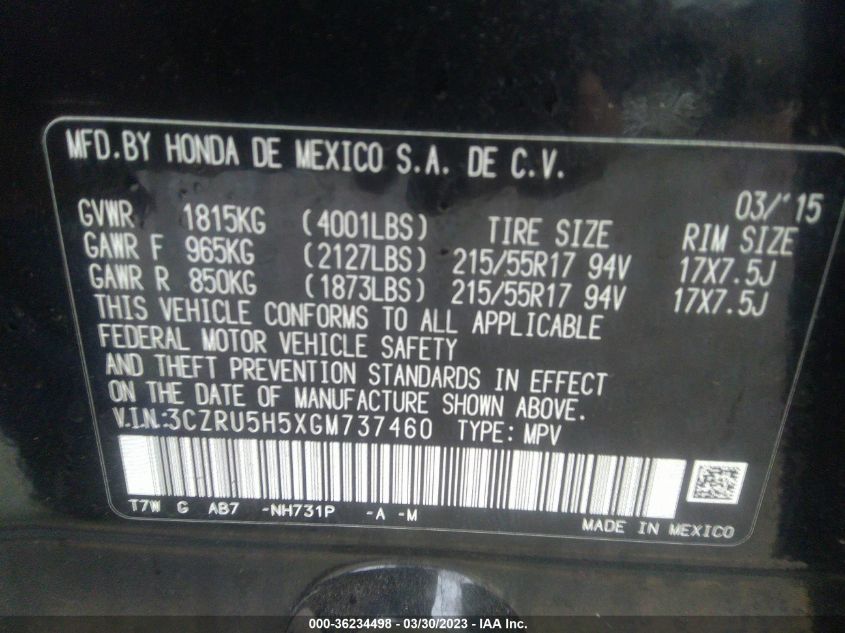 MFD.BY HONDA DE MEXICO S.A. DE C.V.
03/'15
GVWR 1815KG (4001LBS) TIRE SIZE RIM SIZE
GAWR F 965KG (2127LBS) 215/55R17 94V 17X7.5J
GAWR R 850KG (1873LBS) 215/55R17 94V 17X7.5J
THIS VEHICLE CONFORMS TO ALL APPLICABLE
FEDERAL MOTOR VEHICLE SAFETY
AND THEFT PREVENTION STANDARDS IN EFFECT
ON THE DATE OF MANUFACTURE SHOWN ABOVE.
V.I.N.:3CZRU5H5XGM737460 TYPE: MPV
T7W G AB7 -NH731P -A -M
MADE IN MEXICO
000-36234498 - 03/30/2023 - IAA Inc.